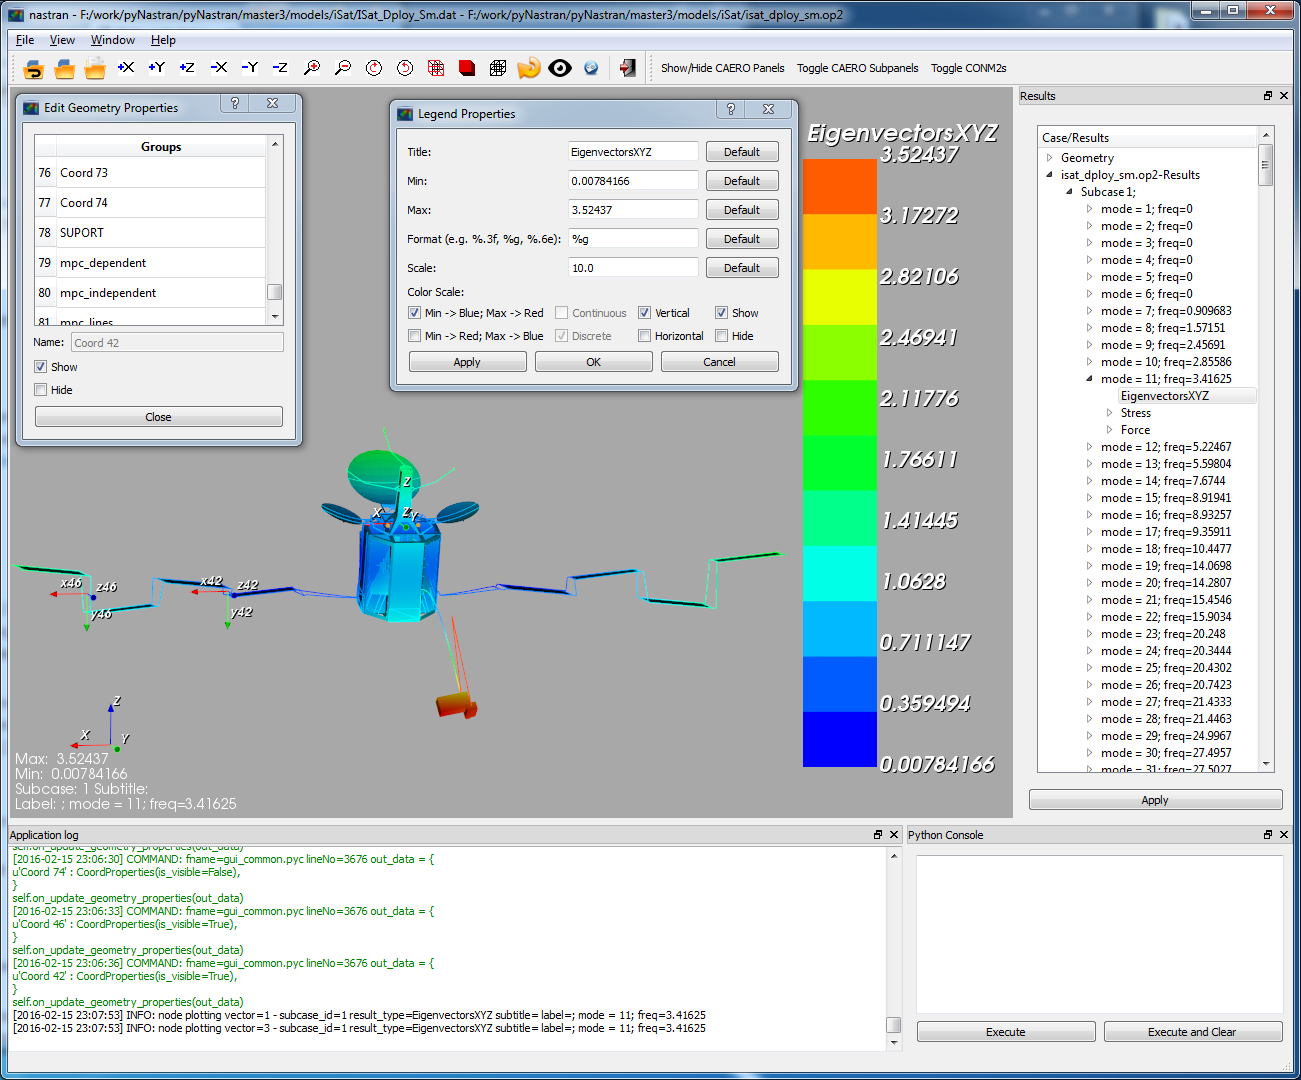 nastran - F:/work/pyNastran/pyNastran/master3/models/iSat/ISat_Dploy_Sm.dat - F:/work/pyNastran/pyNastran/master3/models/iSat/isat_dploy_sm.op2
File View Window Help
+X +Y +Z -X -Y -Z Show/Hide CAERO Panels Toggle CAERO Subpanels Toggle CONM2s
Edit Geometry Properties
Groups
76 Coord 73
77 Coord 74
78 SUPORT
79 mpc_dependent
80 mpc_independent
81 mpc_lines
Name: Coord 42
Show
Hide
Close
Legend Properties
Title: EigenvectorsXYZ Default
Min: 0.00784166 Default
Max: 3.52437 Default
Format (e.g. %.3f, %g, %.6e): %g Default
Scale: 10.0 Default
Color Scale:
Min -> Blue; Max -> Red Continuous Vertical Show
Min -> Red; Max -> Blue Discrete Horizontal Hide
Apply OK Cancel
EigenvectorsXYZ
3.52437
3.17272
2.82106
2.46941
2.11776
1.76611
1.41445
1.0628
0.711147
0.359494
0.00784166
Z
X Z Y
x46 z46
y46
x42 z42
y42
Z
X Y
Max: 3.52437
Min: 0.00784166
Subcase: 1 Subtitle:
Label: ; mode = 11; freq=3.41625
Results
Case/Results
Geometry
isat_dploy_sm.op2-Results
Subcase 1;
mode = 1; freq=0
mode = 2; freq=0
mode = 3; freq=0
mode = 4; freq=0
mode = 5; freq=0
mode = 6; freq=0
mode = 7; freq=0.909683
mode = 8; freq=1.57151
mode = 9; freq=2.45691
mode = 10; freq=2.85586
mode = 11; freq=3.41625
EigenvectorsXYZ
Stress
Force
mode = 12; freq=5.22467
mode = 13; freq=5.59804
mode = 14; freq=7.6744
mode = 15; freq=8.91941
mode = 16; freq=8.93257
mode = 17; freq=9.35911
mode = 18; freq=10.4477
mode = 19; freq=14.0698
mode = 20; freq=14.2807
mode = 21; freq=15.4546
mode = 22; freq=15.9034
mode = 23; freq=20.248
mode = 24; freq=20.3444
mode = 25; freq=20.4302
mode = 26; freq=20.7423
mode = 27; freq=21.4333
mode = 28; freq=21.4463
mode = 29; freq=24.9967
mode = 30; freq=27.4957
mode = 31; freq=27.5027
Apply
Application log
self.on_update_geometry_properties(out_data)
[2016-02-15 23:06:30] COMMAND: fname=gui_common.pyc lineNo=3676 out_data = {
u'Coord 74' : CoordProperties(is_visible=False),
}
self.on_update_geometry_properties(out_data)
[2016-02-15 23:06:33] COMMAND: fname=gui_common.pyc lineNo=3676 out_data = {
u'Coord 46' : CoordProperties(is_visible=True),
}
self.on_update_geometry_properties(out_data)
[2016-02-15 23:06:36] COMMAND: fname=gui_common.pyc lineNo=3676 out_data = {
u'Coord 42' : CoordProperties(is_visible=True),
}
self.on_update_geometry_properties(out_data)
[2016-02-15 23:07:53] INFO: node plotting vector=1 - subcase_id=1 result_type=EigenvectorsXYZ subtitle= label=; mode = 11; freq=3.41625
[2016-02-15 23:07:53] INFO: node plotting vector=3 - subcase_id=1 result_type=EigenvectorsXYZ subtitle= label=; mode = 11; freq=3.41625
Python Console
Execute Execute and Clear